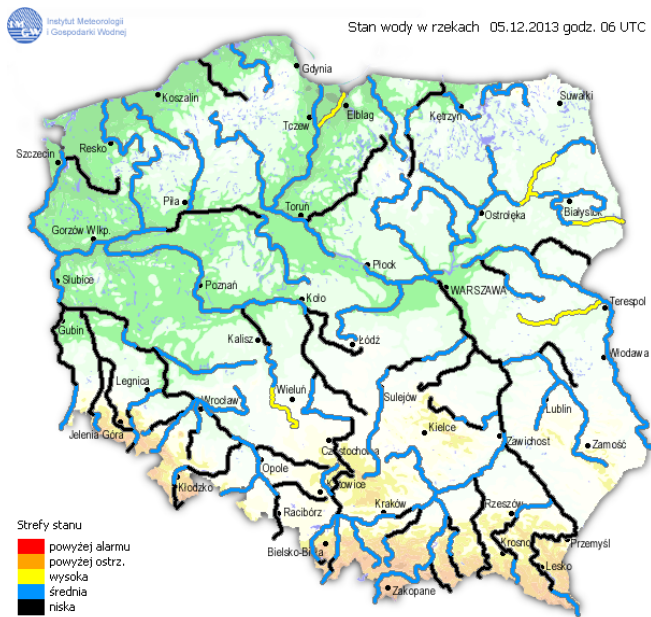 IMGW
Instytut Meteorologii
i Gospodarki Wodnej
Stan wody w rzekach 05.12.2013 godz. 06 UTC
Gdynia
Koszalin
Suwałki
Elbląg
Kętrzyn
Tczew
Resko
Szczecin
Piła
Toruń
Ostrołęka
Białystok
Gorzów Wlkp.
Płock
Słubice
Poznań
Koło
WARSZAWA
Terespol
Gubin
Kalisz
Łódź
Włodawa
Legnica
Wieluń
Sulejów
Wrocław
Lublin
Jelenia Góra
Kielce
Zawichost
Zamość
Częstochowa
Opole
Kłodzko
Katowice
Racibórz
Kraków
Rzeszów
Bielsko-Biała
Krosno
Przemyśl
Lesko
Zakopane
Strefy stanu
powyżej alarmu
powyżej ostrz.
wysoka
średnia
niska